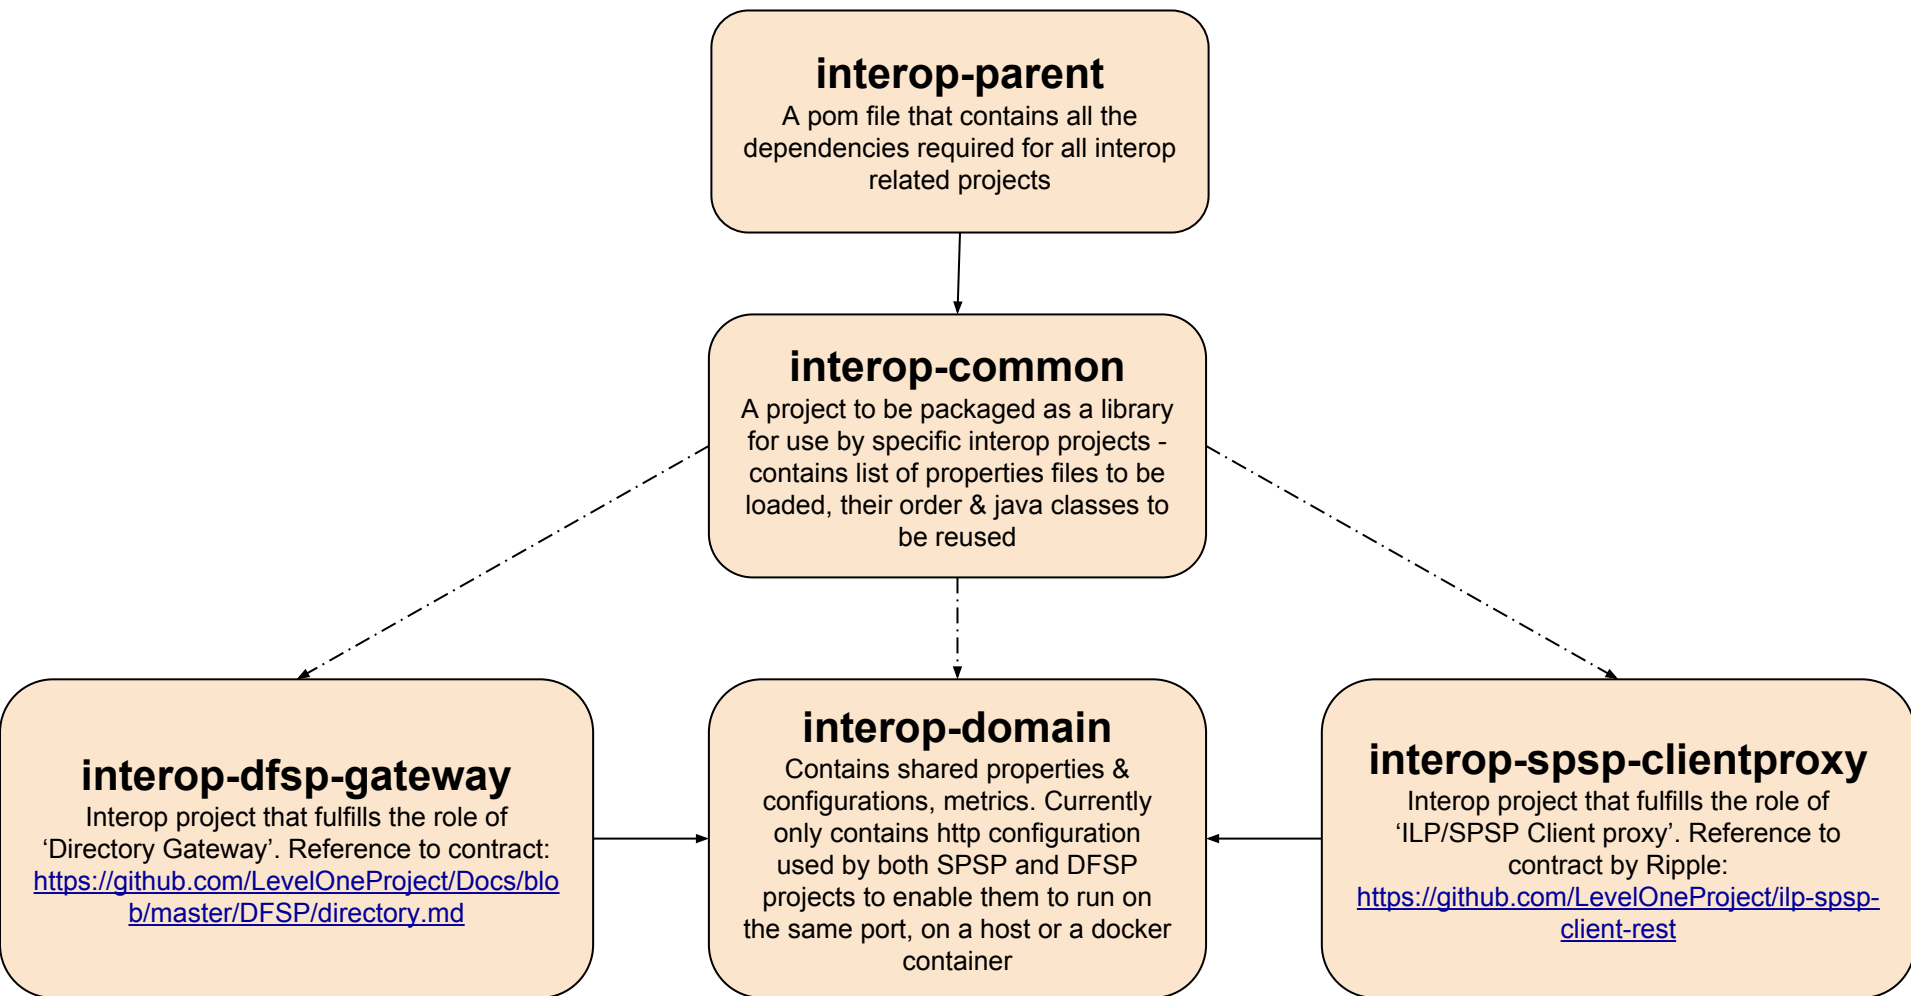 interop-parent
A pom file that contains all the
dependencies required for all interop
related projects
interop-common
A project to be packaged as a library
for use by specific interop projects -
contains list of properties files to be
loaded, their order & java classes to
be reused
interop-dfsp-gateway
Interop project that fulfills the role of
‘Directory Gateway’. Reference to contract:
https://github.com/LevelOneProject/Docs/blo
b/master/DFSP/directory.md
interop-domain
Contains shared properties &
configurations, metrics. Currently
only contains http configuration
used by both SPSP and DFSP
projects to enable them to run on
the same port, on a host or a docker
container
interop-spsp-clientproxy
Interop project that fulfills the role of
‘ILP/SPSP Client proxy’. Reference to
contract by Ripple:
https://github.com/LevelOneProject/ilp-spsp-
client-rest